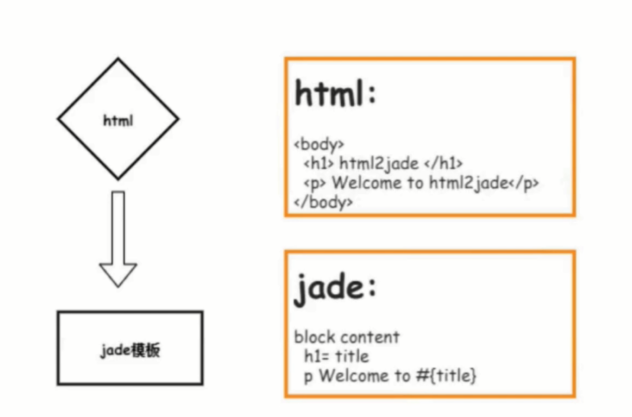 html
jade模板
html:
<body>
<h1> html2jade </h1>
<p> Welcome to html2jade</p>
</body>
jade:
block content
h1= title
p Welcome to #{title}